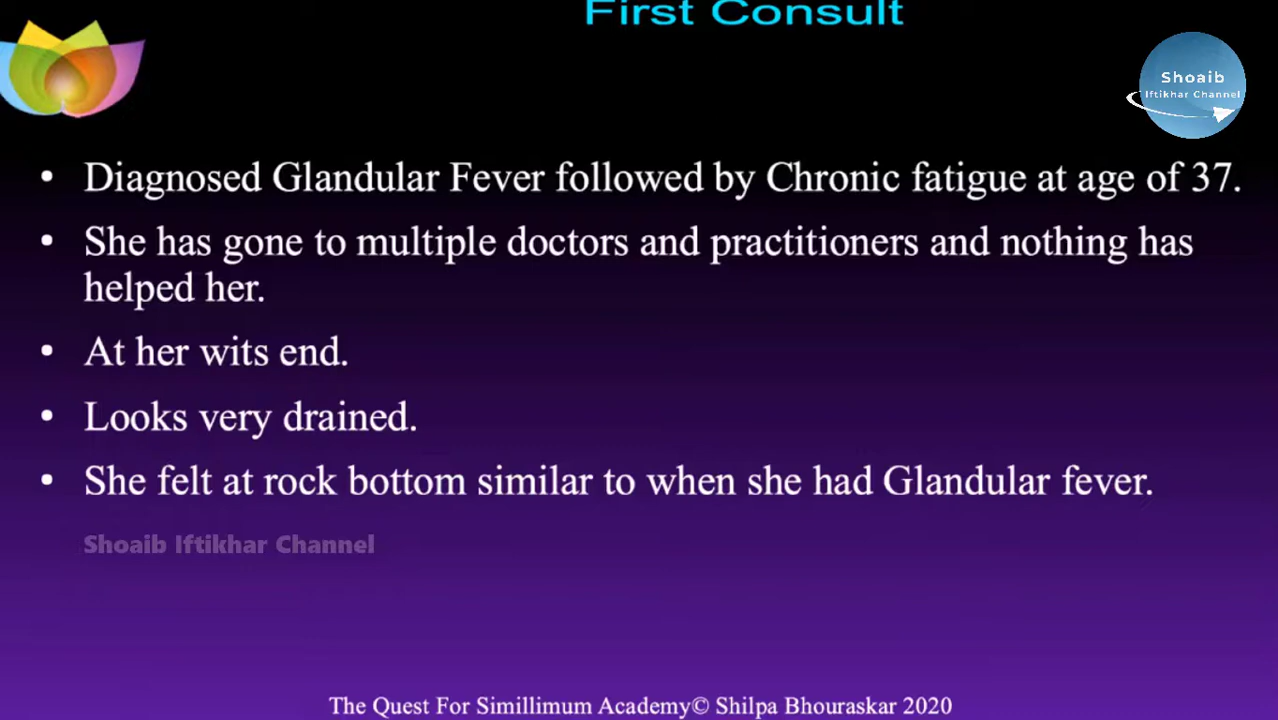 First Consult
Shoaib
Iftikhar Channel
• Diagnosed Glandular Fever followed by Chronic fatigue at age of 37.
• She has gone to multiple doctors and practitioners and nothing has
helped her.
• At her wits end.
• Looks very drained.
• She felt at rock bottom similar to when she had Glandular fever.
Shoaib Iftikhar Channel
The Quest For Simillimum Academy© Shilpa Bhouraskar 2020